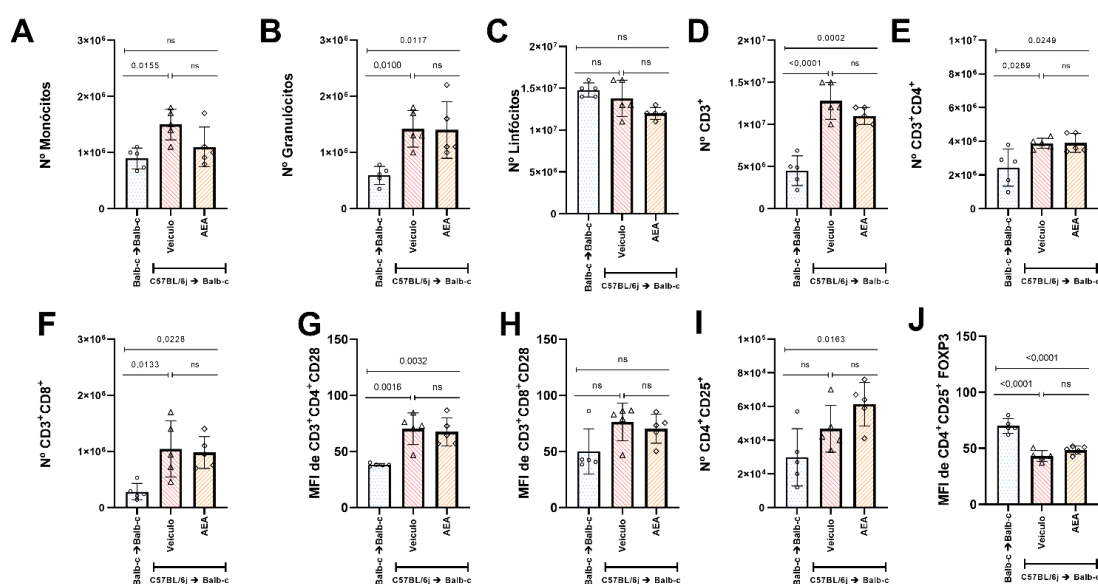 A
Nº Monócitos
3×10⁶
2×10⁶
1×10⁶
0
ns
0.0155
ns
Balb-c ➔ Balb-c
Veículo
AEA
C57BL/6j ➔ Balb-c
B
Nº Granulócitos
3×10⁶
2×10⁶
1×10⁶
0
0.0117
0,0100
ns
Balb-c ➔ Balb-c
Veículo
AEA
C57BL/6j ➔ Balb-c
C
Nº Linfócitos
2×10⁷
1.5×10⁷
1×10⁷
5×10⁶
0
ns
ns
ns
Balb-c ➔ Balb-c
Veículo
AEA
C57BL/6j ➔ Balb-c
D
Nº CD3⁺
2×10⁷
1.5×10⁷
1×10⁷
5×10⁶
0
0.0002
<0,0001
ns
Balb-c ➔ Balb-c
Veículo
AEA
C57BL/6j ➔ Balb-c
E
Nº CD3⁺CD4⁺
1×10⁷
8×10⁶
6×10⁶
4×10⁶
2×10⁶
0
0.0249
0,0269
ns
Balb-c ➔ Balb-c
Veículo
AEA
C57BL/6j ➔ Balb-c
F
Nº CD3⁺CD8⁺
3×10⁶
2×10⁶
1×10⁶
0
0,0228
0,0133
ns
Balb-c ➔ Balb-c
Veículo
AEA
C57BL/6j ➔ Balb-c
G
MFI de CD3⁺CD4⁺CD28
150
100
50
0
0.0032
0.0016
ns
Balb-c ➔ Balb-c
Veículo
AEA
C57BL/6j ➔ Balb-c
H
MFI de CD3⁺CD8⁺CD28
150
100
50
0
ns
ns
ns
Balb-c ➔ Balb-c
Veículo
AEA
C57BL/6j ➔ Balb-c
I
Nº CD4⁺CD25⁺
1×10⁵
8×10⁴
6×10⁴
4×10⁴
2×10⁴
0
0.0163
ns
ns
Balb-c ➔ Balb-c
Veículo
AEA
C57BL/6j ➔ Balb-c
J
MFI de CD4⁺CD25⁺ FOXP3
150
100
50
0
<0,0001
<0,0001
ns
Balb-c ➔ Balb-c
Veículo
AEA
C57BL/6j ➔ Balb-c